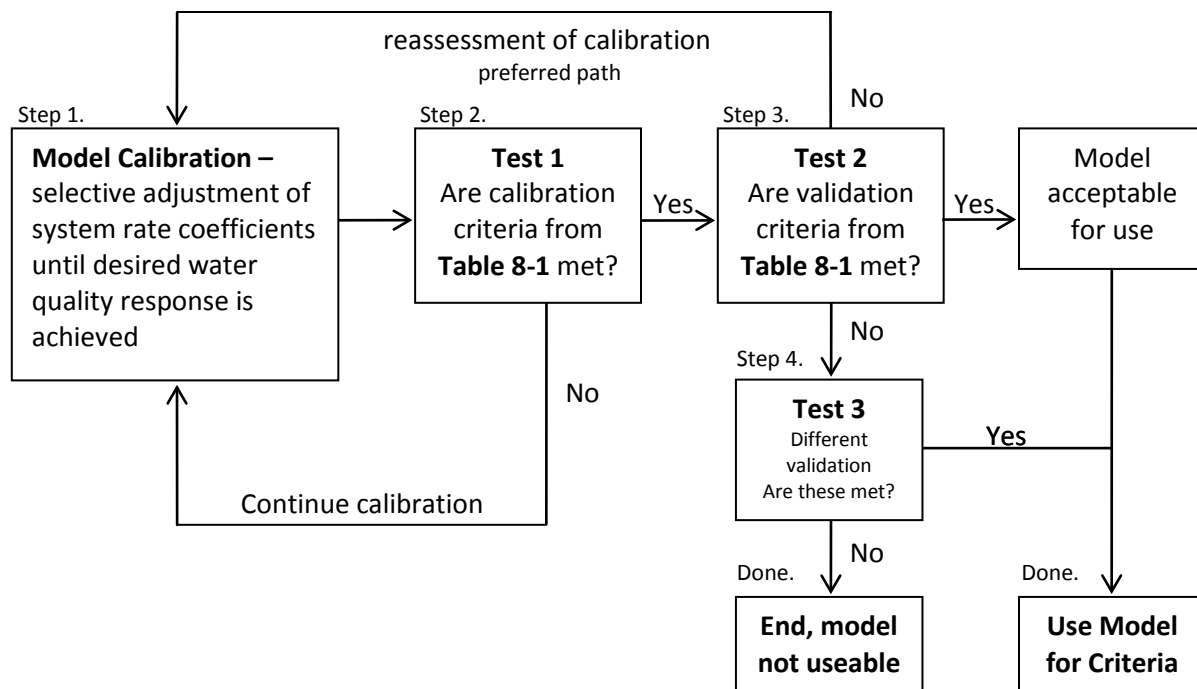 reassessment of calibration
preferred path
No
Step 1.
Step 2.
Step 3.
Model Calibration –
selective adjustment of
system rate coefficients
until desired water
quality response is
achieved
Test 1
Are calibration
criteria from
Table 8-1 met?
Yes
Test 2
Are validation
criteria from
Table 8-1 met?
Yes
Model
acceptable
for use
No
No
Continue calibration
Step 4.
Test 3
Different
validation
Are these met?
Yes
No
Done.
End, model
not useable
Done.
Use Model
for Criteria